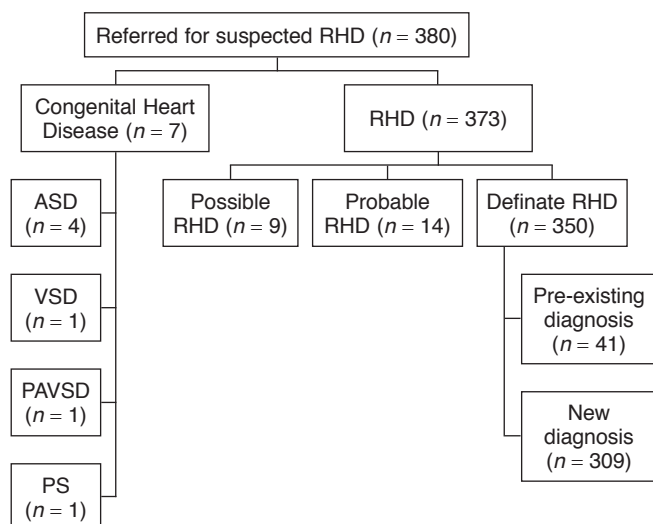 Referred for suspected RHD (n = 380)
Congenital Heart
Disease (n = 7)
RHD (n = 373)
ASD
(n = 4)
VSD
(n = 1)
PAVSD
(n = 1)
PS
(n = 1)
Possible
RHD (n = 9)
Probable
RHD (n = 14)
Definate RHD
(n = 350)
Pre-existing
diagnosis
(n = 41)
New
diagnosis
(n = 309)